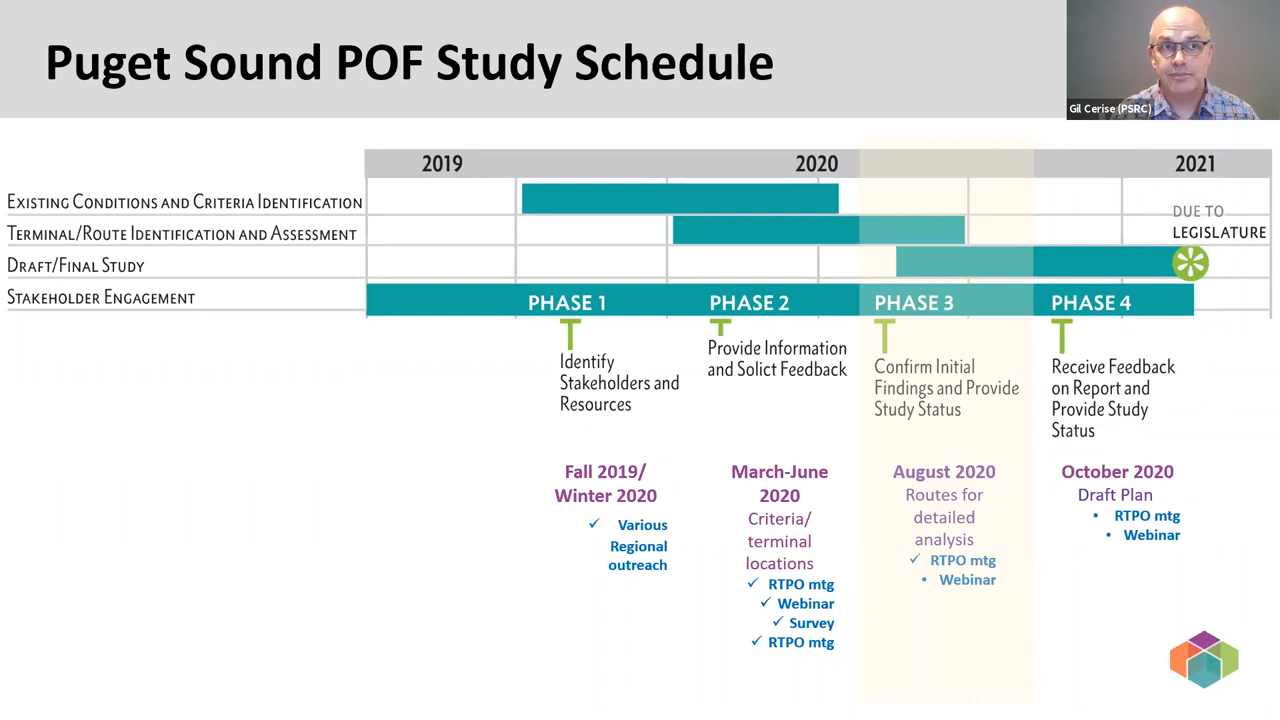 Puget Sound POF Study Schedule
Gil Cerise (PSRC)
2019
2020
2021
EXISTING CONDITIONS AND CRITERIA IDENTIFICATION
TERMINAL/ROUTE IDENTIFICATION AND ASSESSMENT
DRAFT/FINAL STUDY
STAKEHOLDER ENGAGEMENT
DUE TO
LEGISLATURE
PHASE 1
PHASE 2
PHASE 3
PHASE 4
Identify
Stakeholders and
Resources
Provide Information
and Solict Feedback
Confirm Initial
Findings and Provide
Study Status
Receive Feedback
on Report and
Provide Study
Status
Fall 2019/
Winter 2020
✓ Various
Regional
outreach
March-June
2020
Criteria/
terminal
locations
✓ RTPO mtg
✓ Webinar
✓ Survey
✓ RTPO mtg
August 2020
Routes for
detailed
analysis
✓ RTPO mtg
• Webinar
October 2020
Draft Plan
• RTPO mtg
• Webinar